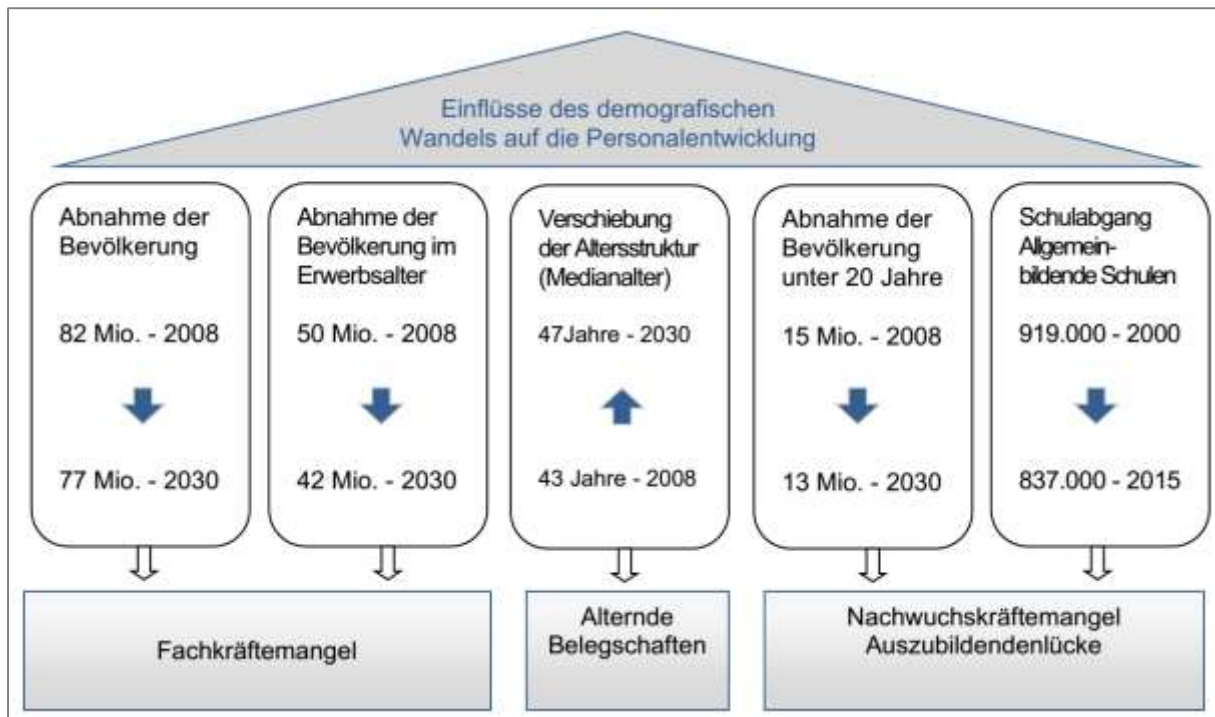 Einflüsse des demografischen
Wandels auf die Personalentwicklung
Abnahme der
Bevölkerung
82 Mio. - 2008
77 Mio. - 2030
Abnahme der
Bevölkerung im
Erwerbsalter
50 Mio. - 2008
42 Mio. - 2030
Verschiebung
der Altersstruktur
(Medianalter)
47Jahre - 2030
43 Jahre - 2008
Abnahme der
Bevölkerung
unter 20 Jahre
15 Mio. - 2008
13 Mio. - 2030
Schulabgang
Allgemein-
bildende Schulen
919.000 - 2000
837.000 - 2015
Fachkräftemangel
Alternde
Belegschaften
Nachwuchskräftemangel
Auszubildendenlücke